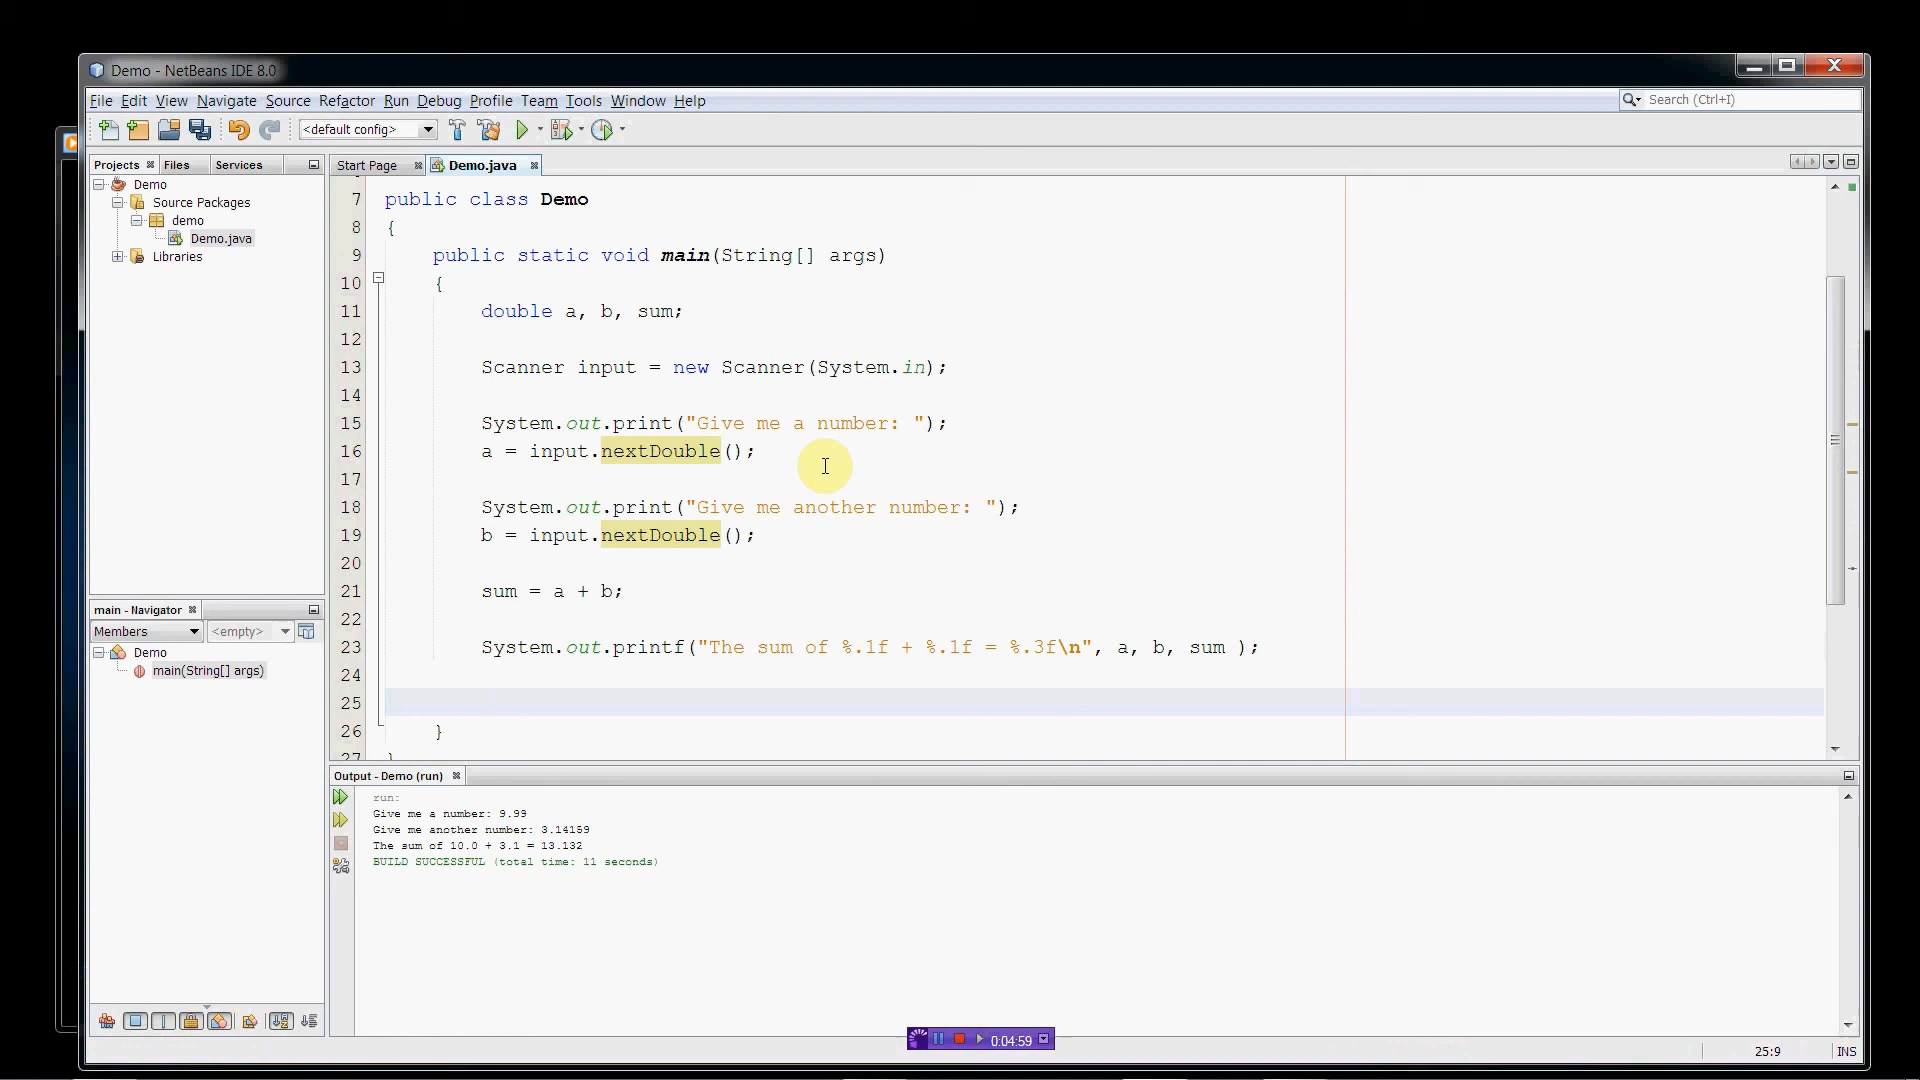 Demo - NetBeans IDE 8.0
File Edit View Navigate Source Refactor Run Debug Profile Team Tools Window Help
Search (Ctrl+I)
<default config>
Projects Files Services
Start Page Demo.java
Demo
Source Packages
demo
Demo.java
Libraries
7 public class Demo
8 {
9 public static void main(String[] args)
10 {
11 double a, b, sum;
12
13 Scanner input = new Scanner(System.in);
14
15 System.out.print("Give me a number: ");
16 a = input.nextDouble();
17
18 System.out.print("Give me another number: ");
19 b = input.nextDouble();
20
21 sum = a + b;
22
23 System.out.printf("The sum of %.1f + %.1f = %.3f\n", a, b, sum );
24
25
26 }
27 }
main - Navigator
Members <empty>
Demo
main(String[] args)
Output - Demo (run)
run:
Give me a number: 9.99
Give me another number: 3.14159
The sum of 10.0 + 3.1 = 13.132
BUILD SUCCESSFUL (total time: 11 seconds)
0:04:59
25:9 INS